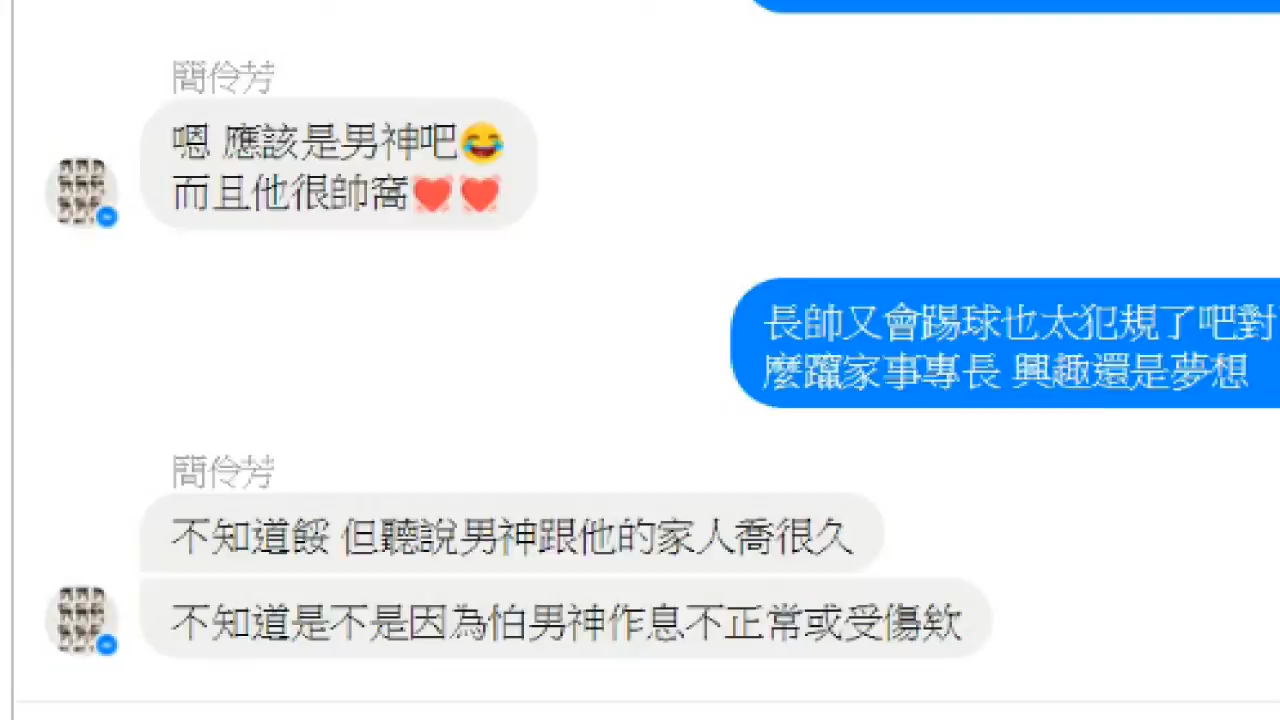 簡伶芳
嗯 應該是男神吧😂
而且他很帥窩💓💓
長帥又會踢球也太犯規了吧對
麼躥家事專長 興趣還是夢想
簡伶芳
不知道餒 但聽說男神跟他的家人喬很久
不知道是不是因為怕男神作息不正常或受傷欸